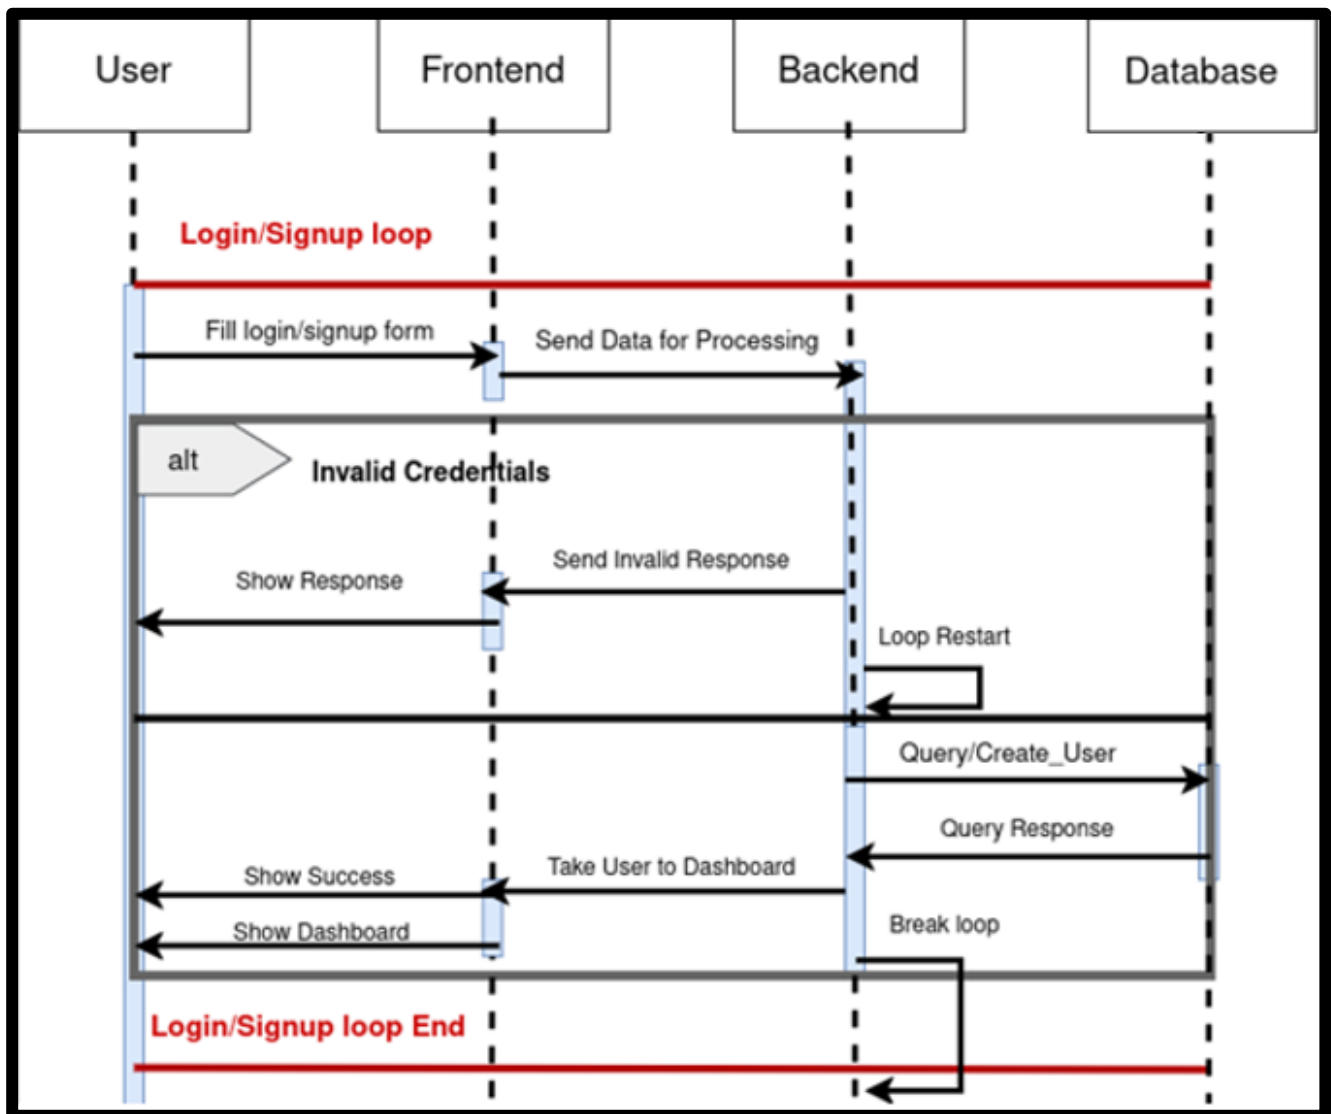 User
Frontend
Backend
Database
Login/Signup loop
Fill login/signup form
Send Data for Processing
alt
Invalid Credentials
Send Invalid Response
Show Response
Loop Restart
Query/Create_User
Query Response
Take User to Dashboard
Show Success
Break loop
Show Dashboard
Login/Signup loop End